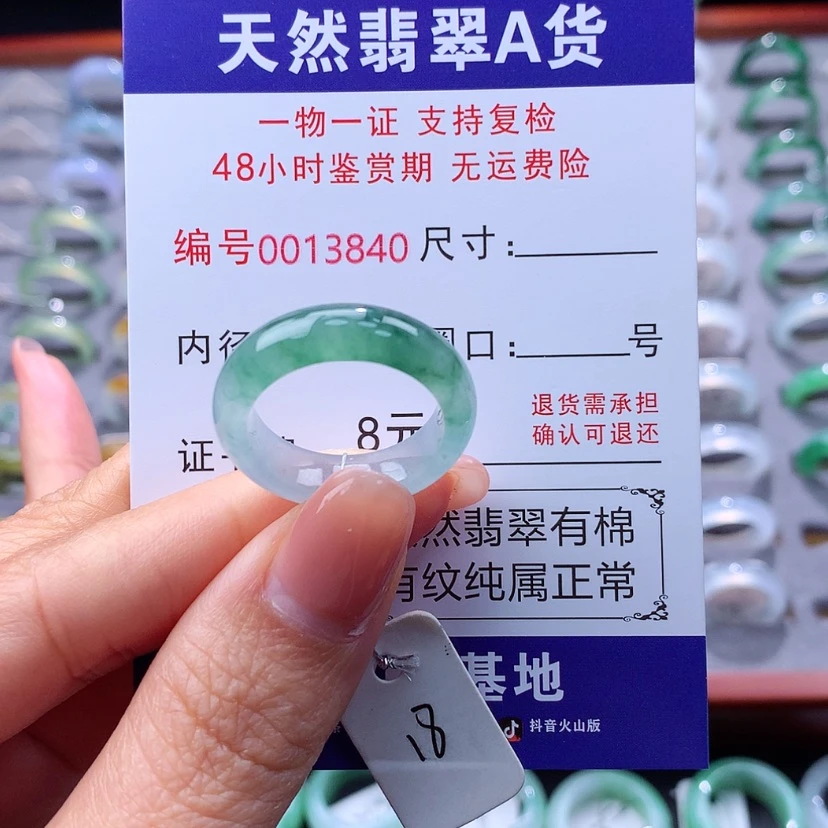 天然翡翠A货
一物一证 支持复检
48小时鉴赏期 无运费险
编号0013840 尺寸:
内径 圈口: 号
退货需承担
确认可退还
证 8元
然翡翠有棉
有纹纯属正常
基地
抖音火山版
18